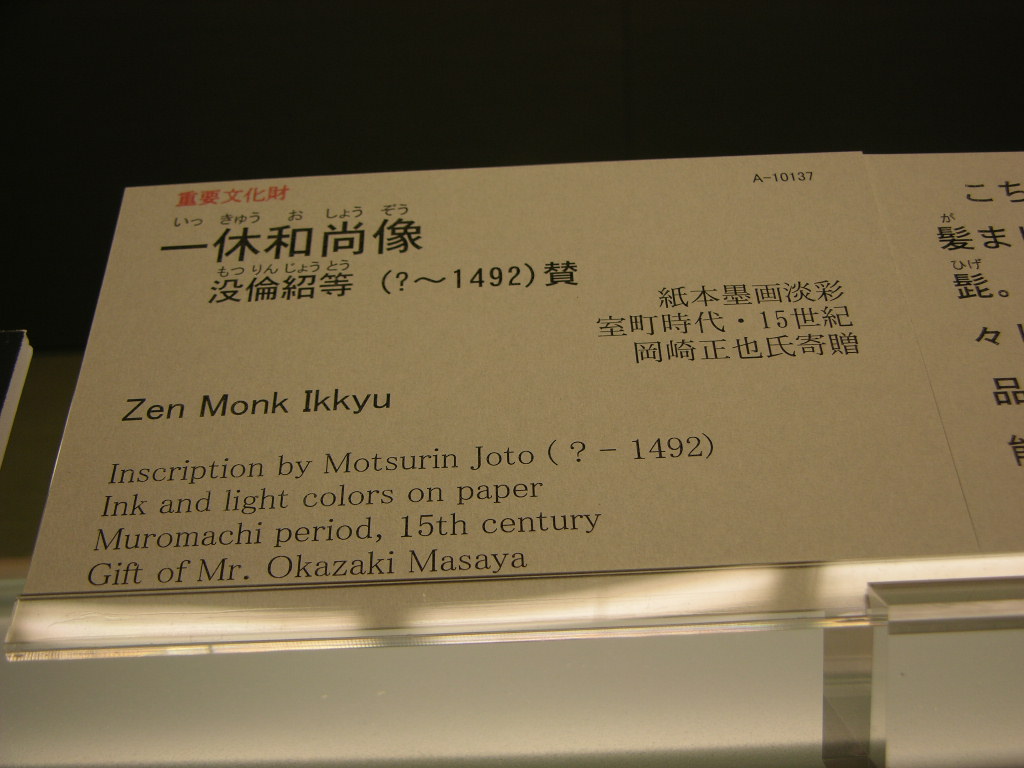 重要文化財
A-10137
いっ きゅう お しょう ぞう
一休和尚像
もつ りん じょう とう
没倫紹等 (?～1492)賛
紙本墨画淡彩
室町時代・15世紀
岡崎正也氏寄贈
Zen Monk Ikkyu
Inscription by Motsurin Joto ( ? - 1492)
Ink and light colors on paper
Muromachi period, 15th century
Gift of Mr. Okazaki Masaya
こち
が
髪ま
ひげ
髭。
々
品